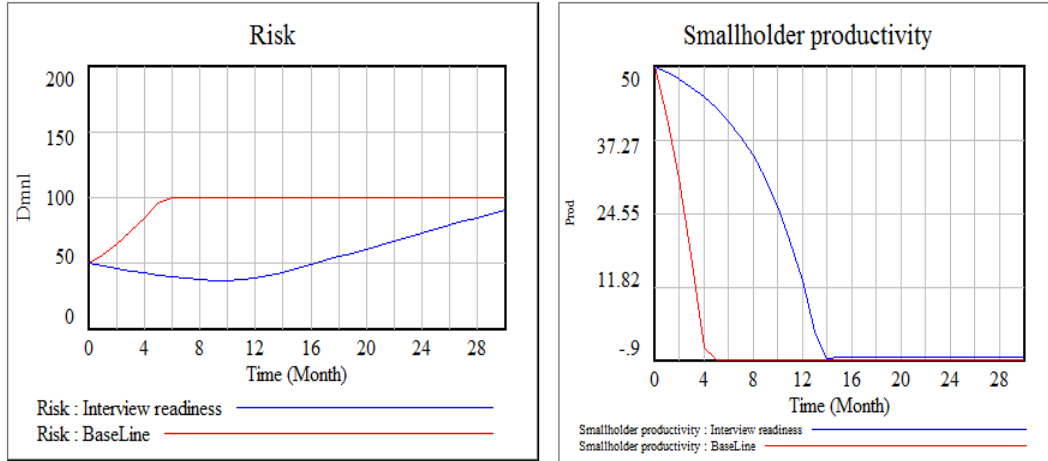 Risk
200
150
100
50
0
Dmnl
0 4 8 12 16 20 24 28
Time (Month)
Risk : Interview readiness
Risk : BaseLine
Smallholder productivity
50
37.27
24.55
11.82
-.9
Prod
0 4 8 12 16 20 24 28
Time (Month)
Smallholder productivity : Interview readiness
Smallholder productivity : BaseLine